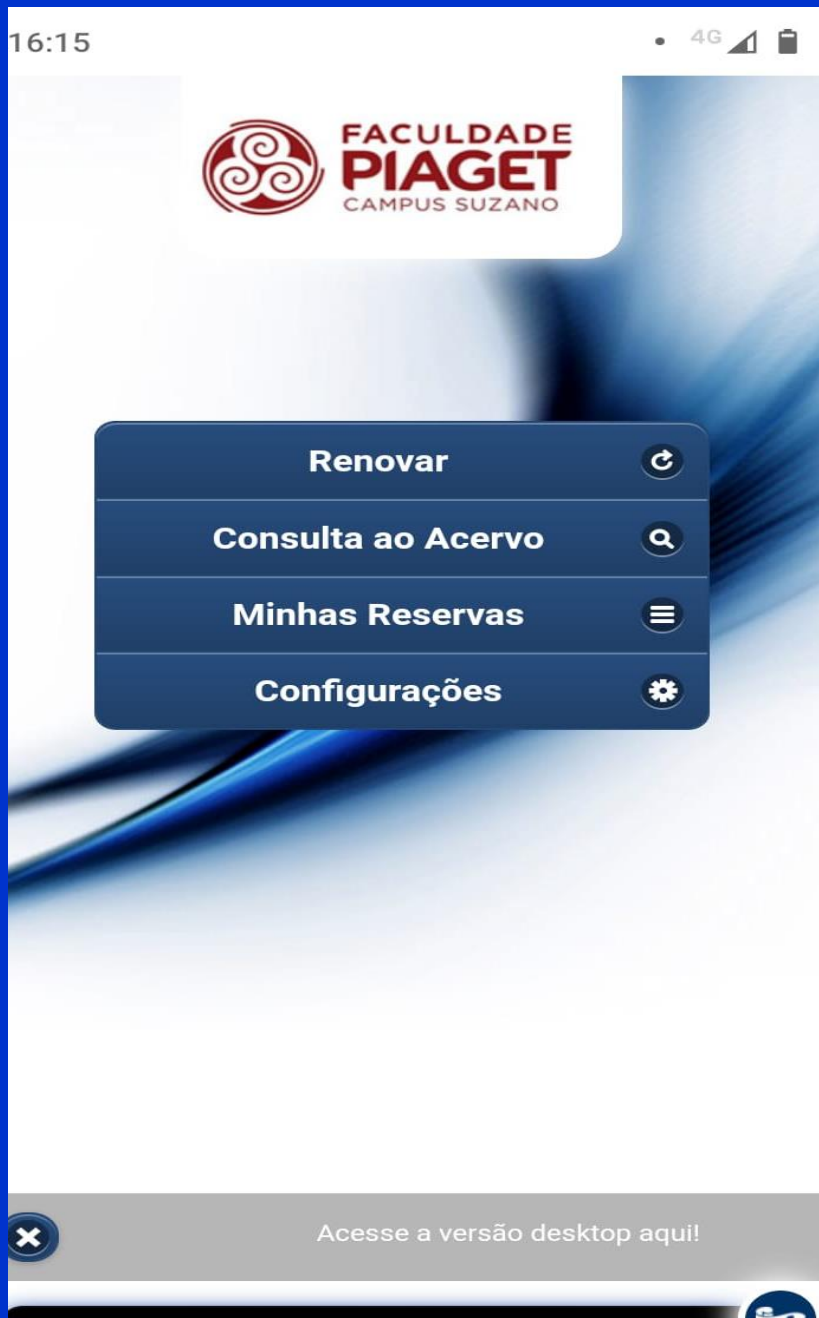 16:15
4G
FACULDADE
PIAGET
CAMPUS SUZANO
Renovar
Consulta ao Acervo
Minhas Reservas
Configurações
Acesse a versão desktop aqui!